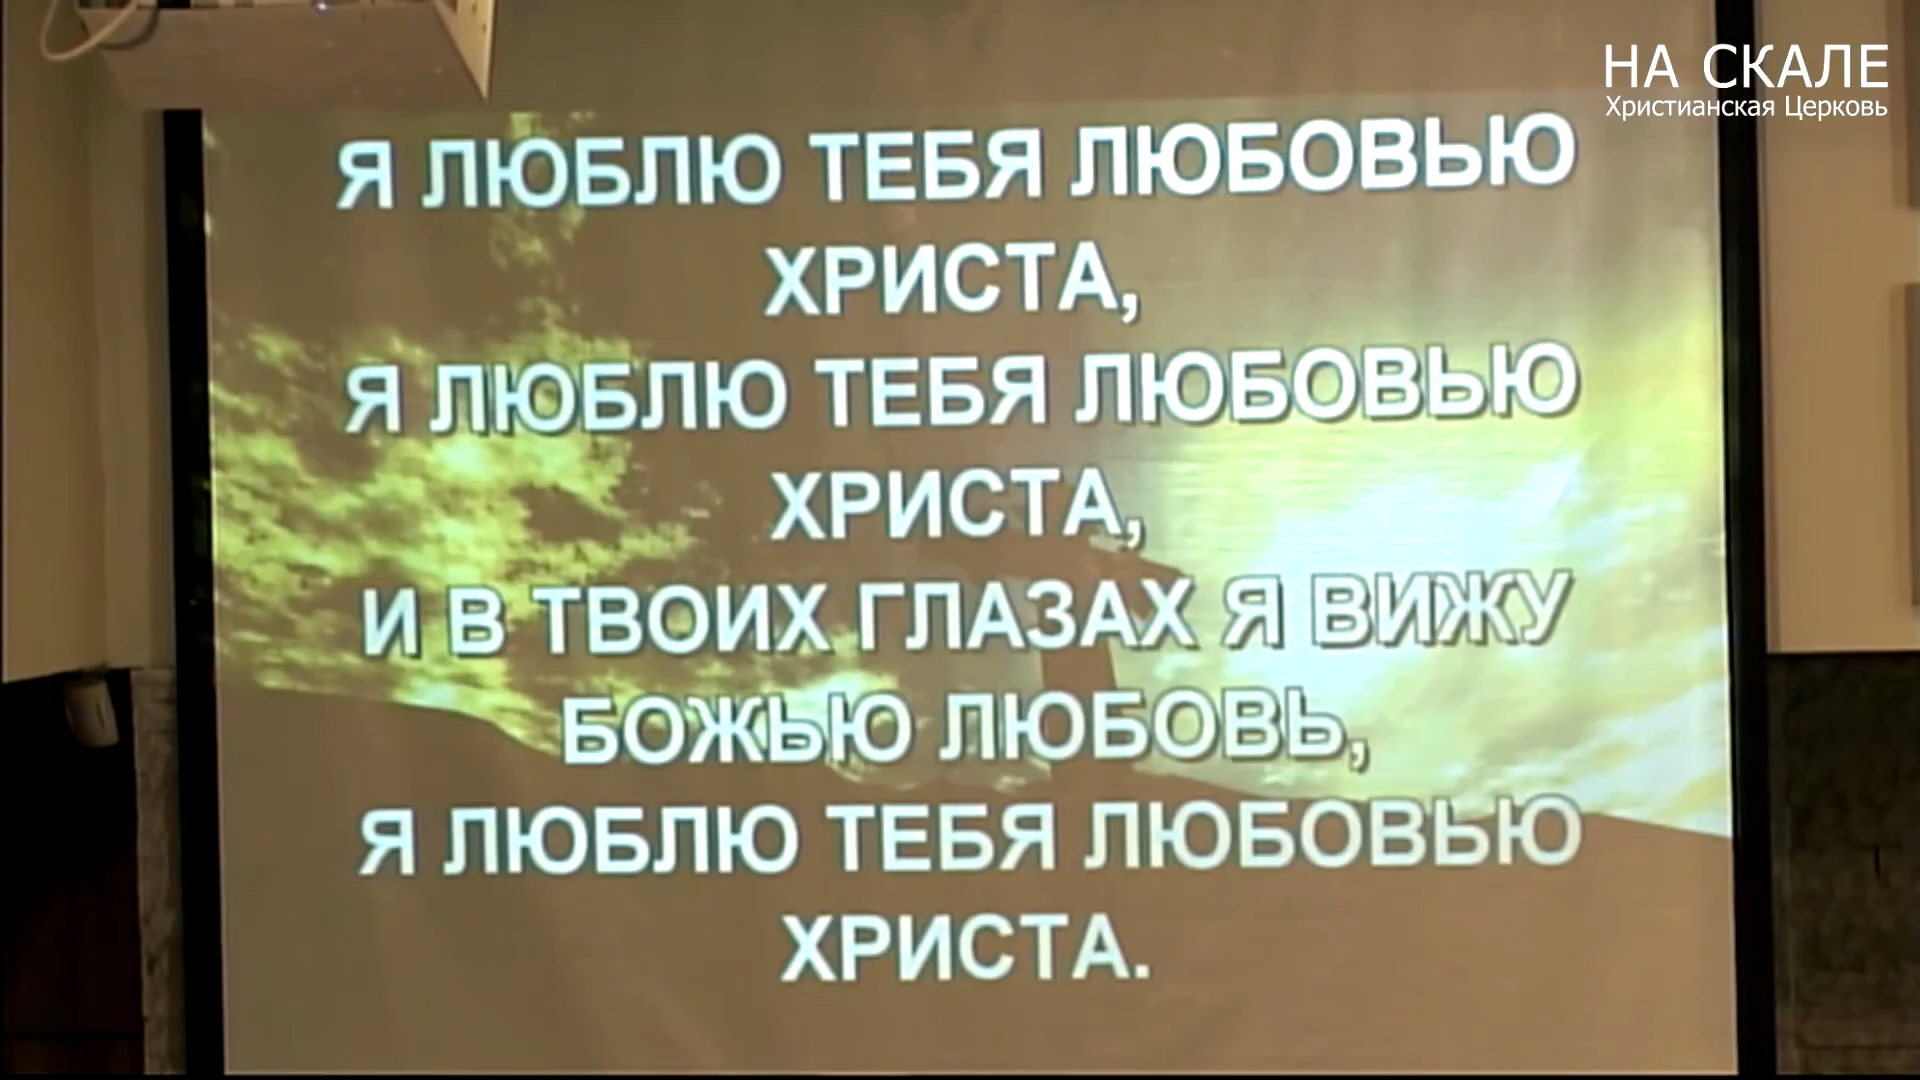 НА СКАЛЕ
Христианская Церковь
Я ЛЮБЛЮ ТЕБЯ ЛЮБОВЬЮ
ХРИСТА,
Я ЛЮБЛЮ ТЕБЯ ЛЮБОВЬЮ
ХРИСТА,
И В ТВОИХ ГЛАЗАХ Я ВИЖУ
БОЖЬЮ ЛЮБОВЬ,
Я ЛЮБЛЮ ТЕБЯ ЛЮБОВЬЮ
ХРИСТА.